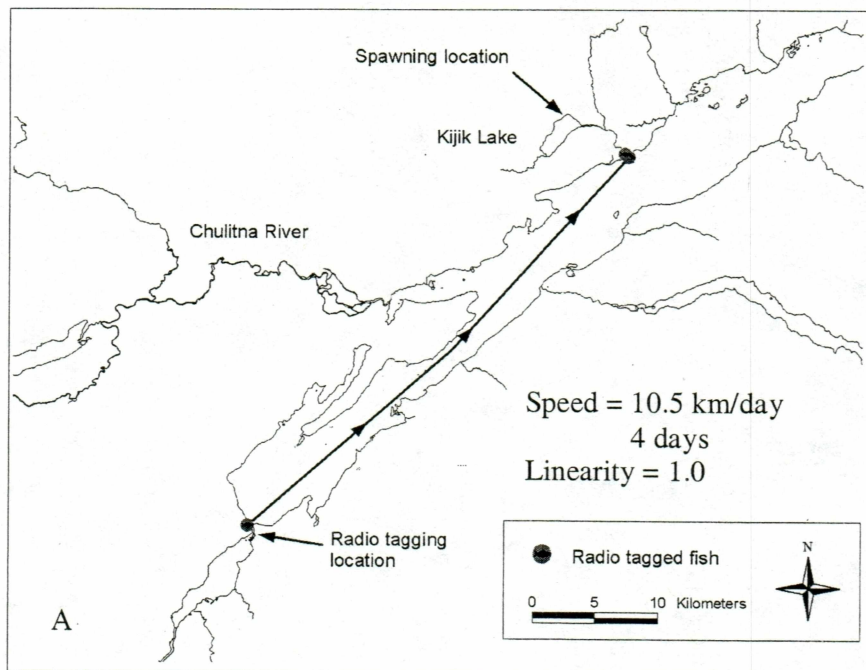 Spawning location
Kijik Lake
Chulitna River
Speed = 10.5 km/day
4 days
Linearity = 1.0
Radio tagging
location
Radio tagged fish
N
0 5 10 Kilometers
A